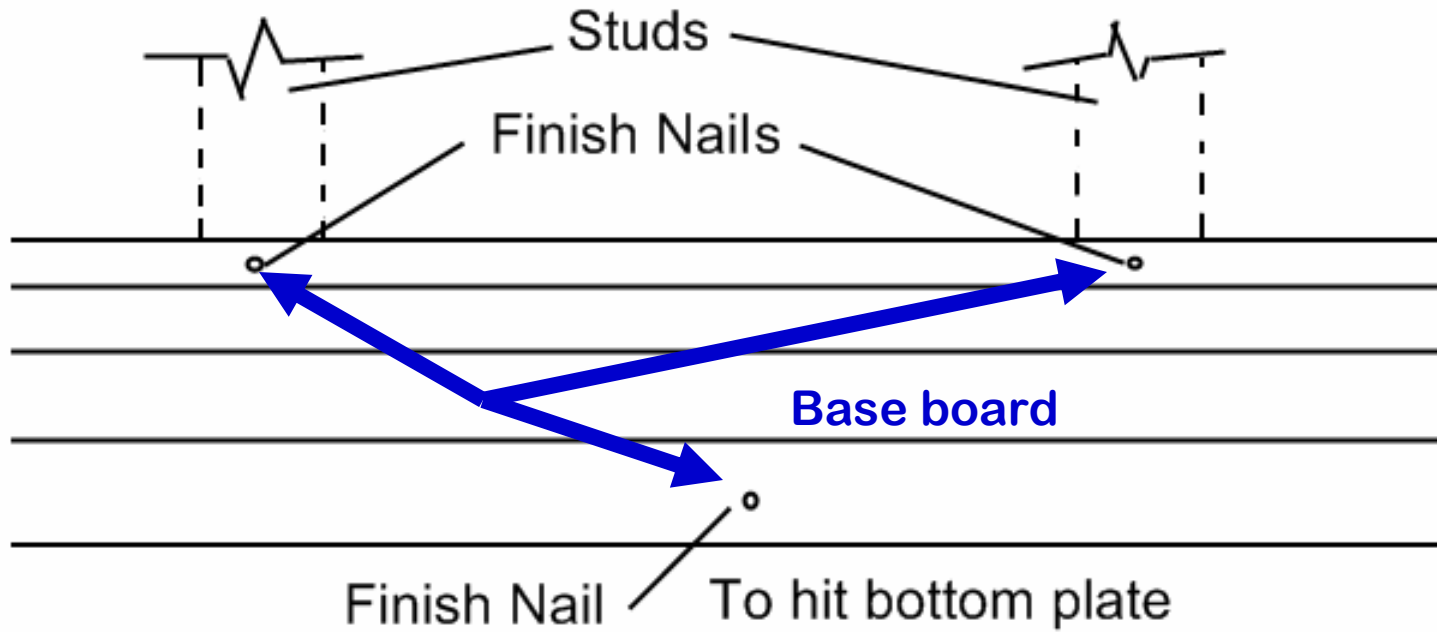 Studs
Finish Nails
Base board
Finish Nail
To hit bottom plate